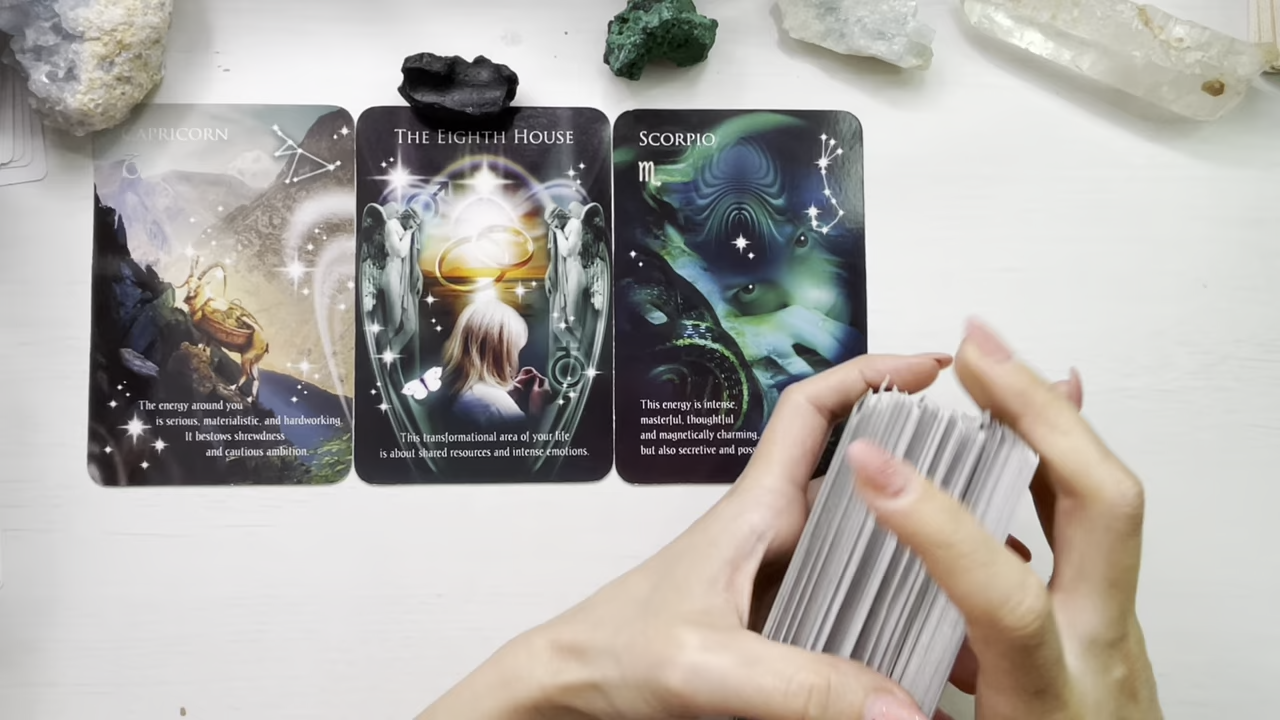 CAPRICORN
The energy around you
is serious, materialistic, and hardworking.
It bestows shrewdness
and cautious ambition.
THE EIGHTH HOUSE
This transformational area of your life
is about shared resources and intense emotions.
SCORPIO
♏
This energy is intense,
masterful, thoughtful
and magnetically charming,
but also secretive and